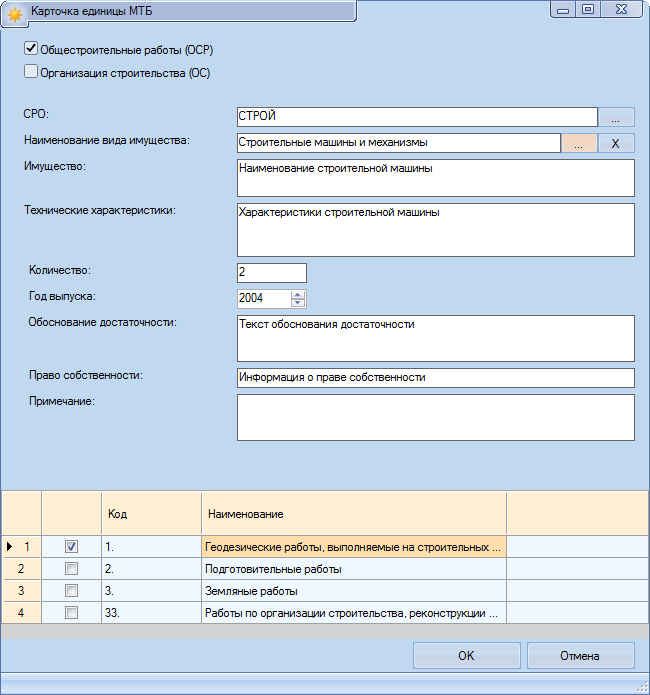 Карточка единицы МТБ
Общестроительные работы (ОСР)
Организация строительства (ОС)
СРО: СТРОЙ ...
Наименование вида имущества: Строительные машины и механизмы ... X
Имущество: Наименование строительной машины
Технические характеристики: Характеристики строительной машины
Количество: 2
Год выпуска: 2004
Обоснование достаточности: Текст обоснования достаточности
Право собственности: Информация о праве собственности
Примечание:
Код Наименование
1 1. Геодезические работы, выполняемые на строительных ...
2 2. Подготовительные работы
3 3. Земляные работы
4 33. Работы по организации строительства, реконструкции ...
OK Отмена